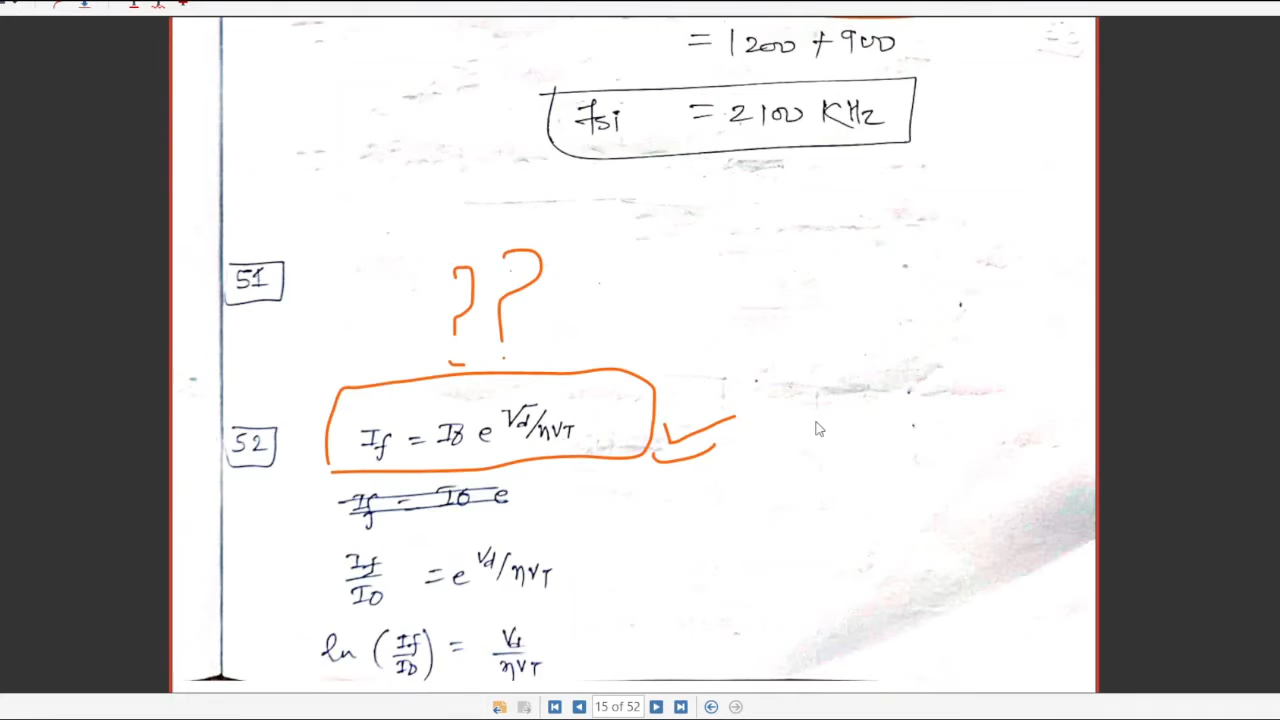 = 1200 + 900
fsi = 2100 KHz
51
??
52
If = I0 e^Vd/ηVT
If = I0 e
If/I0 = e^Vd/ηVT
ln (If/I0) = Vd/ηVT
15 of 52